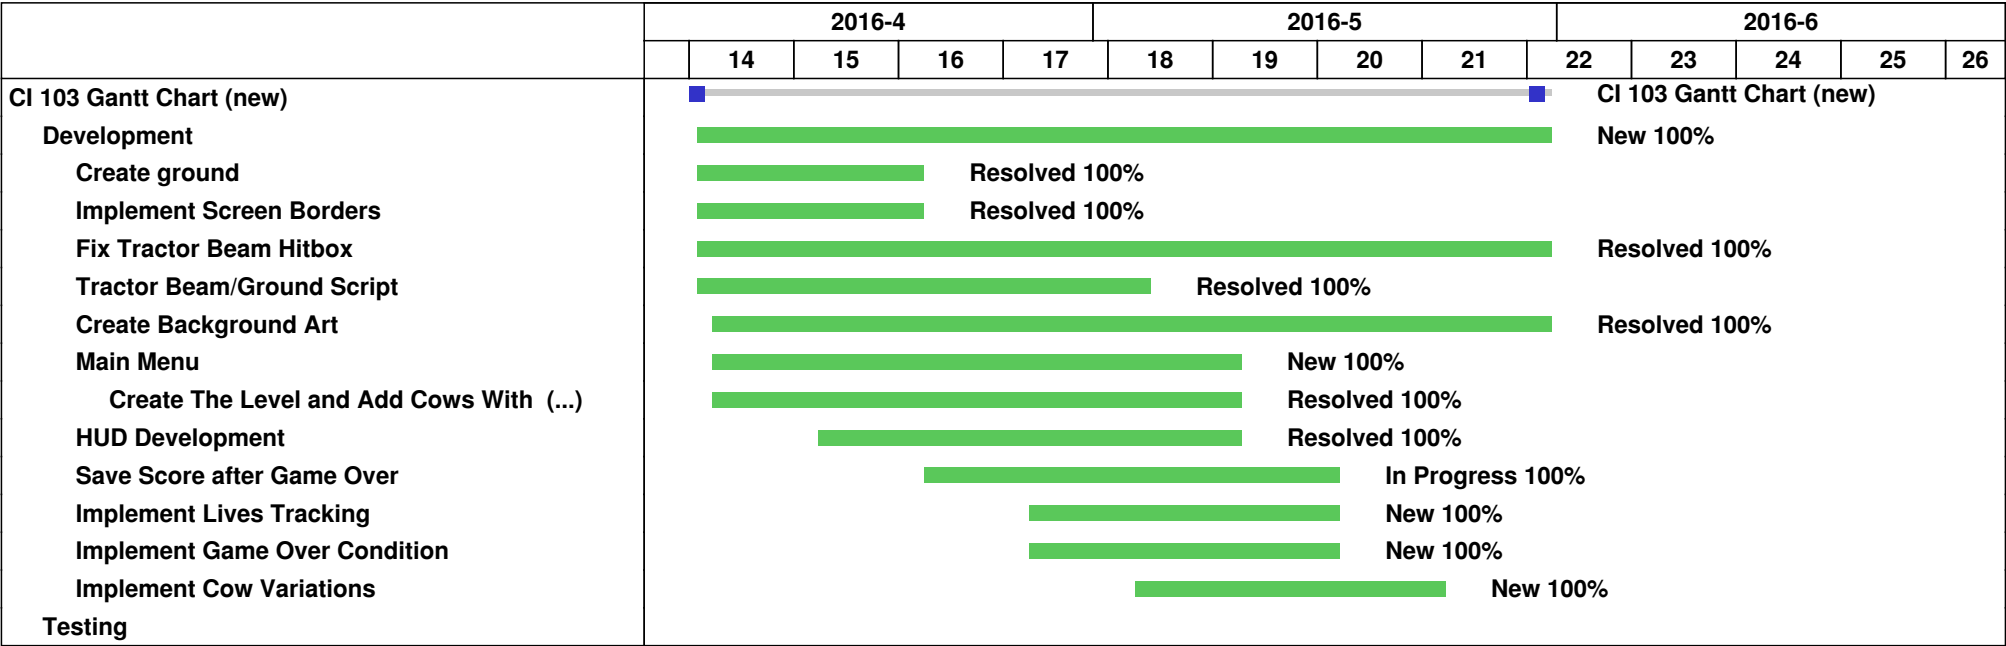 2016-4 2016-5 2016-6
14 15 16 17 18 19 20 21 22 23 24 25 26
CI 103 Gantt Chart (new) CI 103 Gantt Chart (new)
Development New 100%
Create ground Resolved 100%
Implement Screen Borders Resolved 100%
Fix Tractor Beam Hitbox Resolved 100%
Tractor Beam/Ground Script Resolved 100%
Create Background Art Resolved 100%
Main Menu New 100%
Create The Level and Add Cows With (...) Resolved 100%
HUD Development Resolved 100%
Save Score after Game Over In Progress 100%
Implement Lives Tracking New 100%
Implement Game Over Condition New 100%
Implement Cow Variations New 100%
Testing